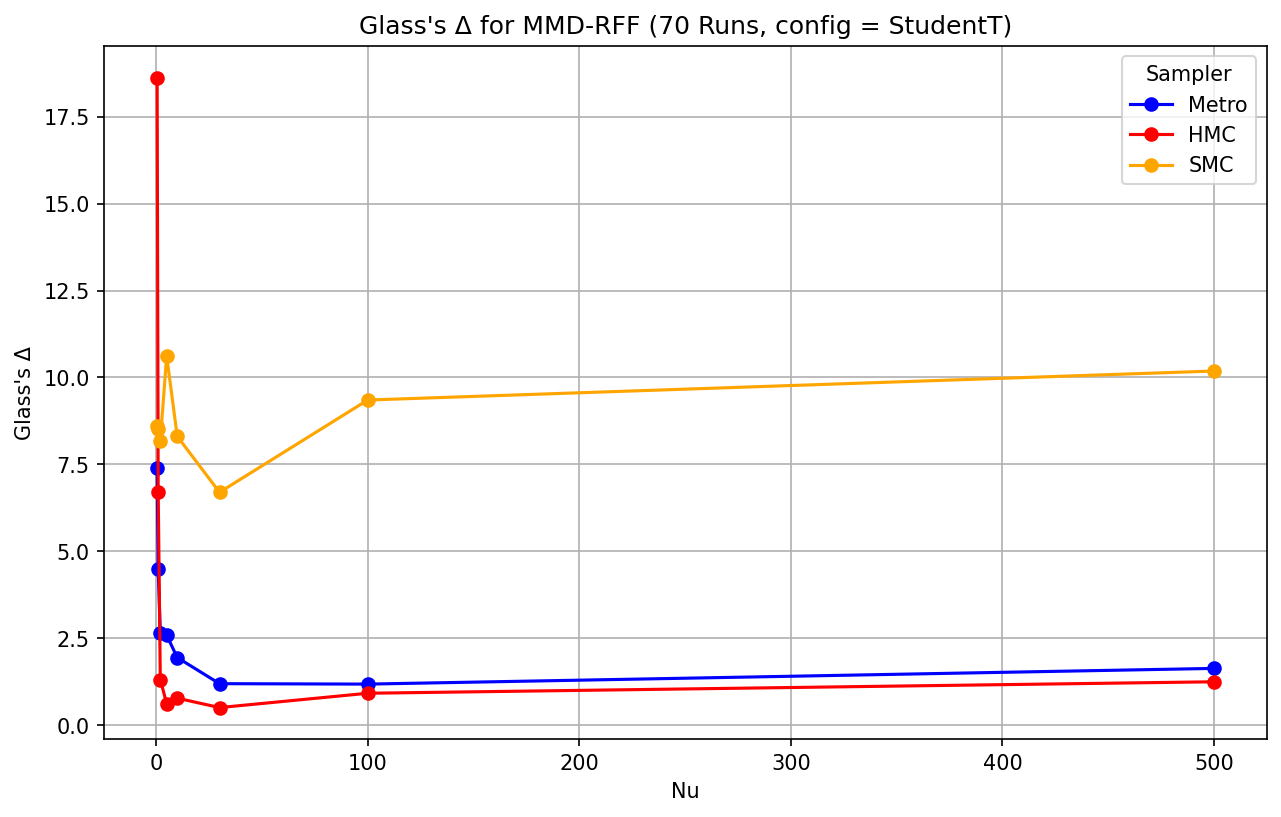 Glass's Δ for MMD-RFF (70 Runs, config = StudentT)
Sampler
Metro
HMC
SMC
17.5
15.0
12.5
10.0
7.5
5.0
2.5
0.0
Glass's Δ
0
100
200
300
400
500
Nu